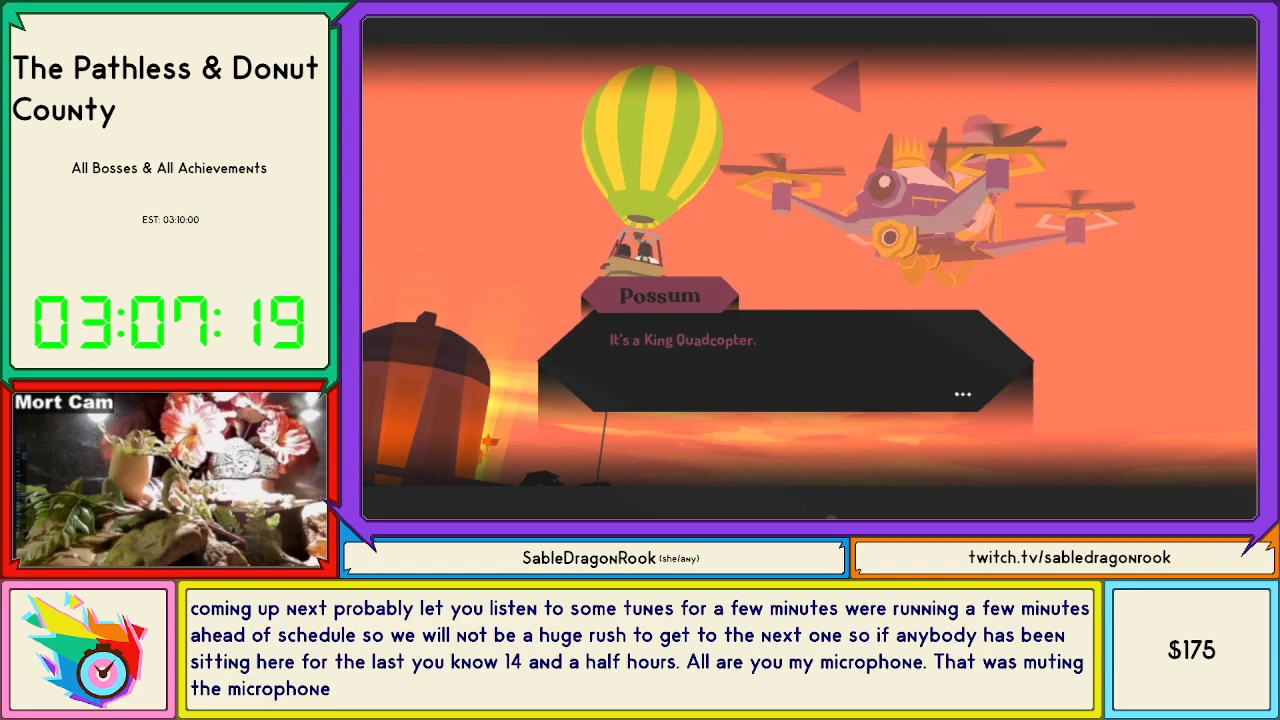 The Pathless & Donut
County
All Bosses & All Achievements
EST: 03:10:00
03:07:19
Mort Cam
Possum
It's a King Quadcopter.
...
SableDragonRook (she/any)
twitch.tv/sabledragonrook
coming up next probably let you listen to some tunes for a few minutes were running a few minutes
ahead of schedule so we will not be a huge rush to get to the next one so if anybody has been
sitting here for the last you know 14 and a half hours. All are you my microphone. That was muting
the microphone
$175